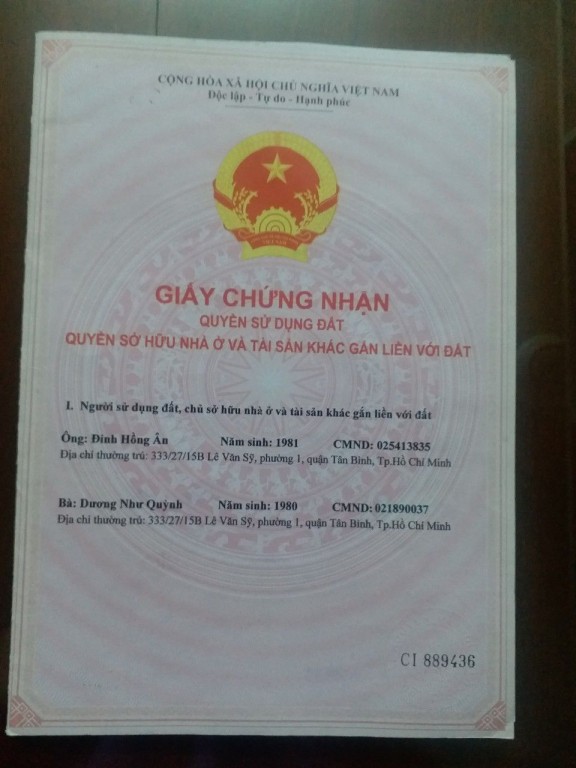 CỘNG HÒA XÃ HỘI CHỦ NGHĨA VIỆT NAM
Độc lập - Tự do - Hạnh phúc
VIỆT NAM
GIẤY CHỨNG NHẬN
QUYỀN SỬ DỤNG ĐẤT
QUYỀN SỞ HỮU NHÀ Ở VÀ TÀI SẢN KHÁC GẮN LIỀN VỚI ĐẤT
I. Người sử dụng đất, chủ sở hữu nhà ở và tài sản khác gắn liền với đất
Ông: Đinh Hồng Ân Năm sinh: 1981 CMND: 025413835
Địa chỉ thường trú: 333/27/15B Lê Văn Sỹ, phường 1, quận Tân Bình, Tp.Hồ Chí Minh
Bà: Dương Như Quỳnh Năm sinh: 1980 CMND: 021890037
Địa chỉ thường trú: 333/27/15B Lê Văn Sỹ, phường 1, quận Tân Bình, Tp.Hồ Chí Minh
CI 889436